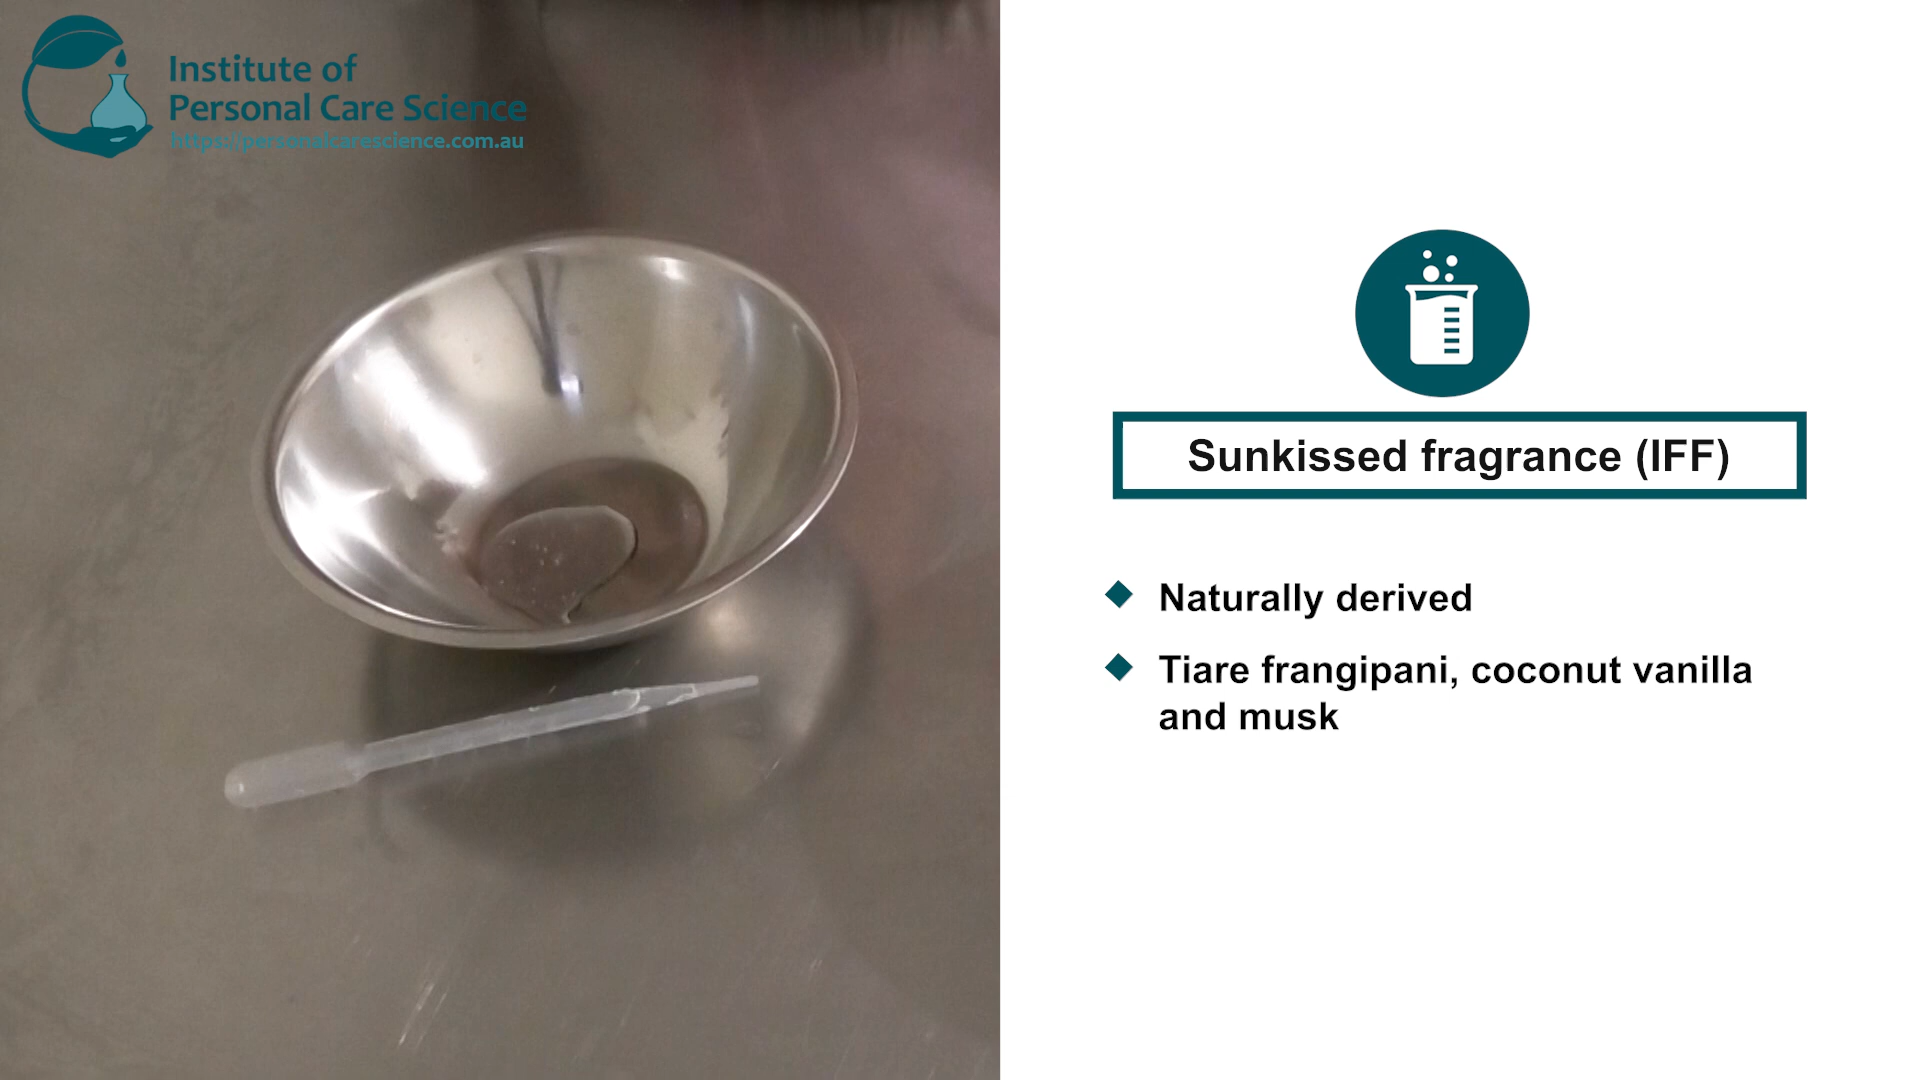 Institute of
Personal Care Science
https://personalcarescience.com.au
Sunkissed fragrance (IFF)
Naturally derived
Tiare frangipani, coconut vanilla
and musk